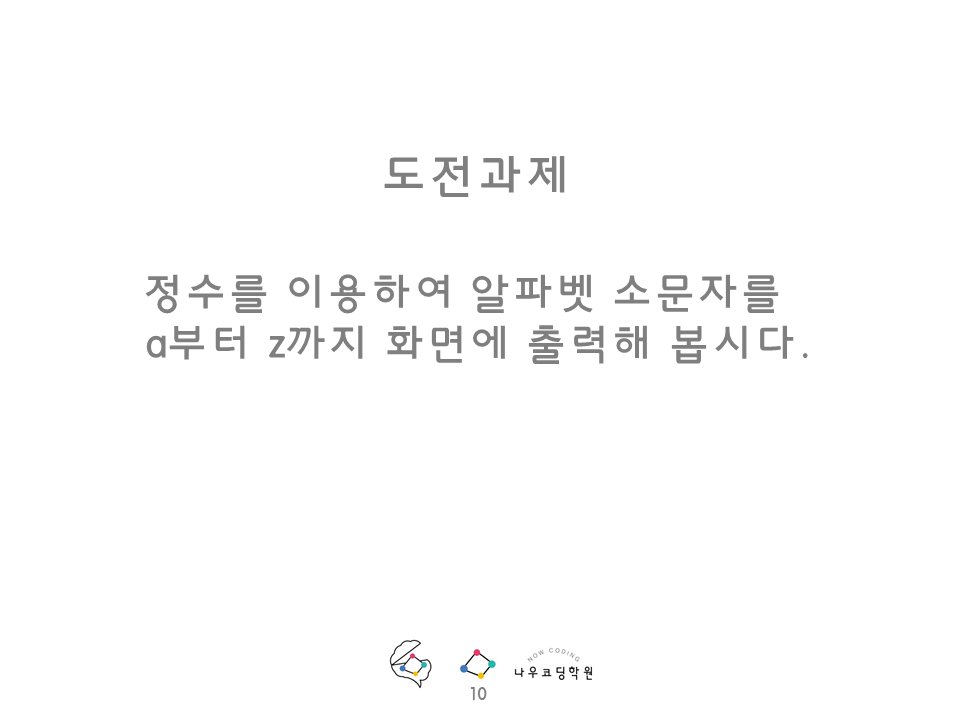 도전과제
정수를 이용하여 알파벳 소문자를
a부터 z까지 화면에 출력해 봅시다.
NOW CODING
나우코딩학원
10